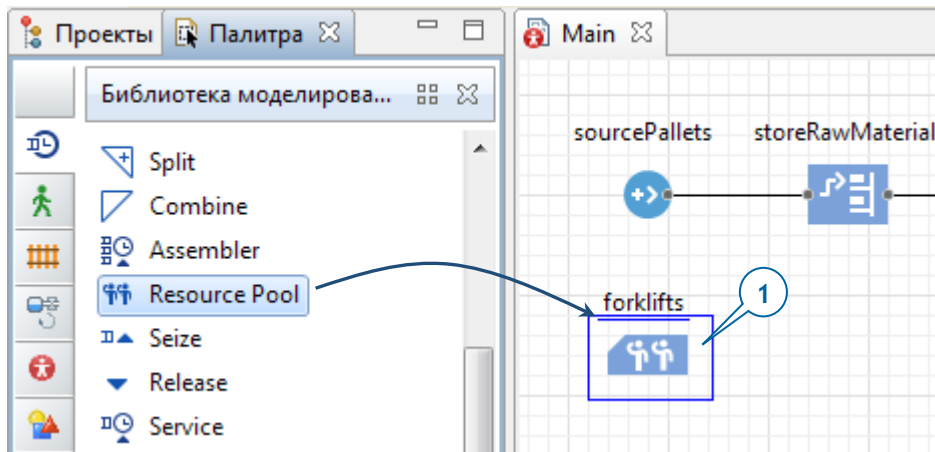 Проекты
Палитра
Main
Библиотека моделирова...
Split
Combine
Assembler
Resource Pool
Seize
Release
Service
sourcePallets
storeRawMaterial
forklifts
1